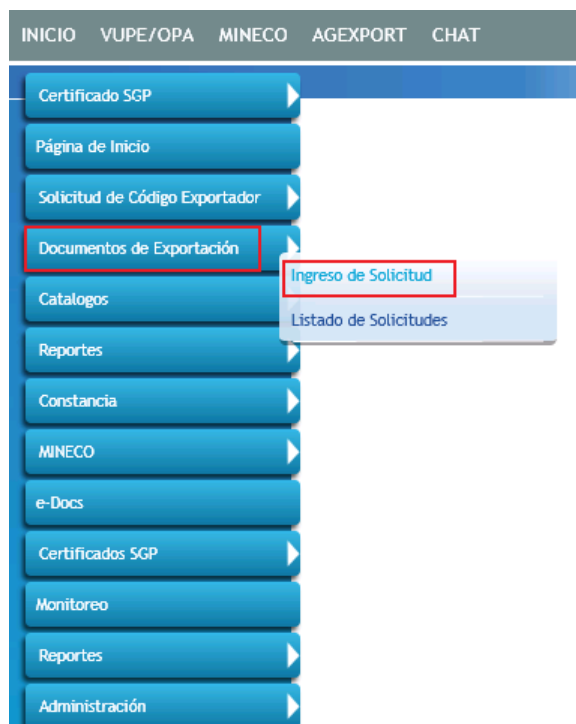 INICIO VUPE/OPA MINECO AGEXPORT CHAT
Certificado SGP
Página de Inicio
Solicitud de Código Exportador
Documentos de Exportación
Ingreso de Solicitud
Catalogos
Listado de Solicitudes
Reportes
Constancia
MINECO
e-Docs
Certificados SGP
Monitoreo
Reportes
Administración